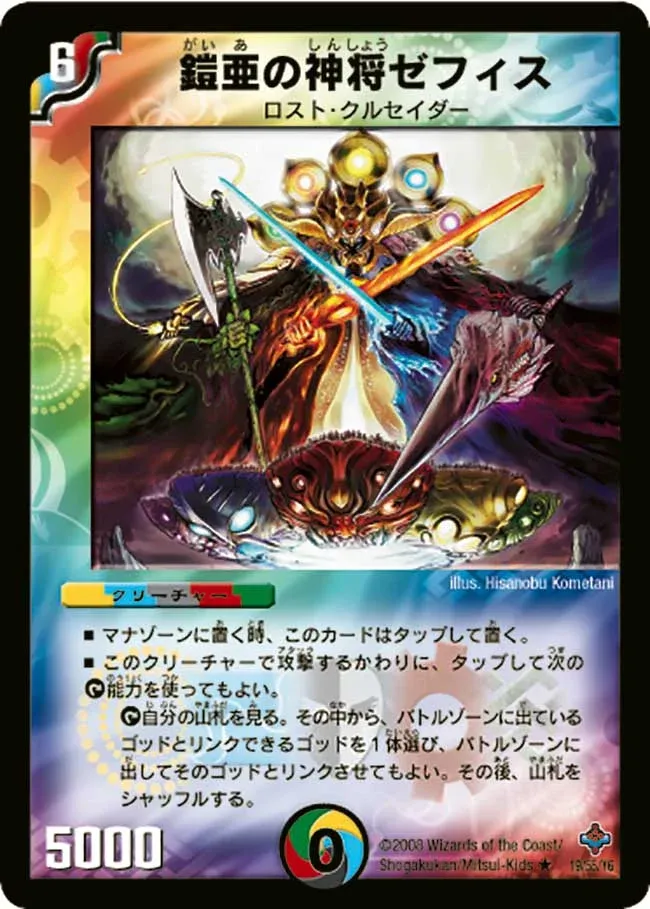 6
がい あ しんしょう
鎧亜の神将ゼフィス
ロスト・クルセイダー
illus. Hisanobu Kometani
クリーチャー
■ マナゾーンに置く時、このカードはタップして置く。
■ このクリーチャーで攻撃するかわりに、タップして次の
能力を使ってもよい。
自分の山札を見る。その中から、バトルゾーンに出ている
ゴッドとリンクできるゴッドを1体選び、バトルゾーンに
出してそのゴッドとリンクさせてもよい。その後、山札を
シャッフルする。
5000
0
©2008 Wizards of the Coast/
Shogakukan/Mitsui-Kids ★
19/55/16